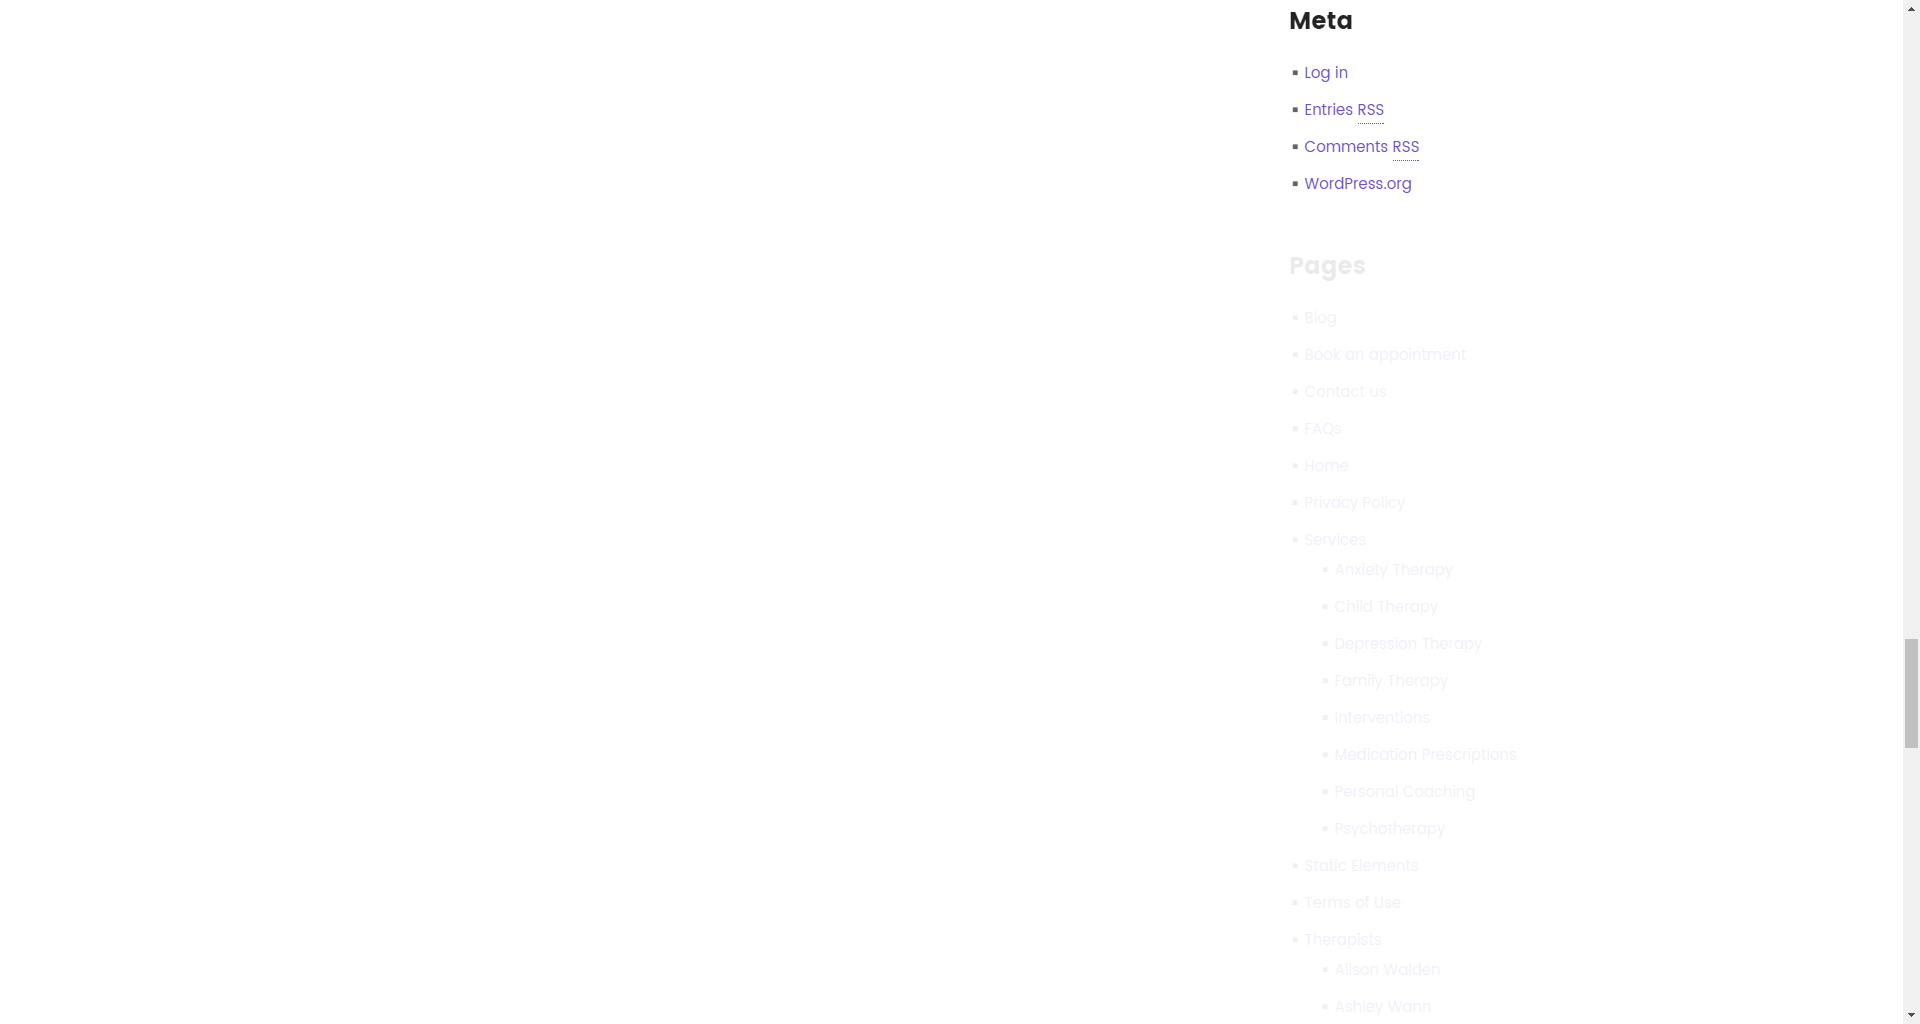 Meta
Log in
Entries RSS
Comments RSS
WordPress.org
Pages
Blog
Book an appointment
Contact us
FAQs
Home
Privacy Policy
Services
Anxiety Therapy
Child Therapy
Depression Therapy
Family Therapy
Interventions
Medication Prescriptions
Personal Coaching
Psychotherapy
Static Elements
Terms of Use
Therapists
Alison Walden
Ashley Wann